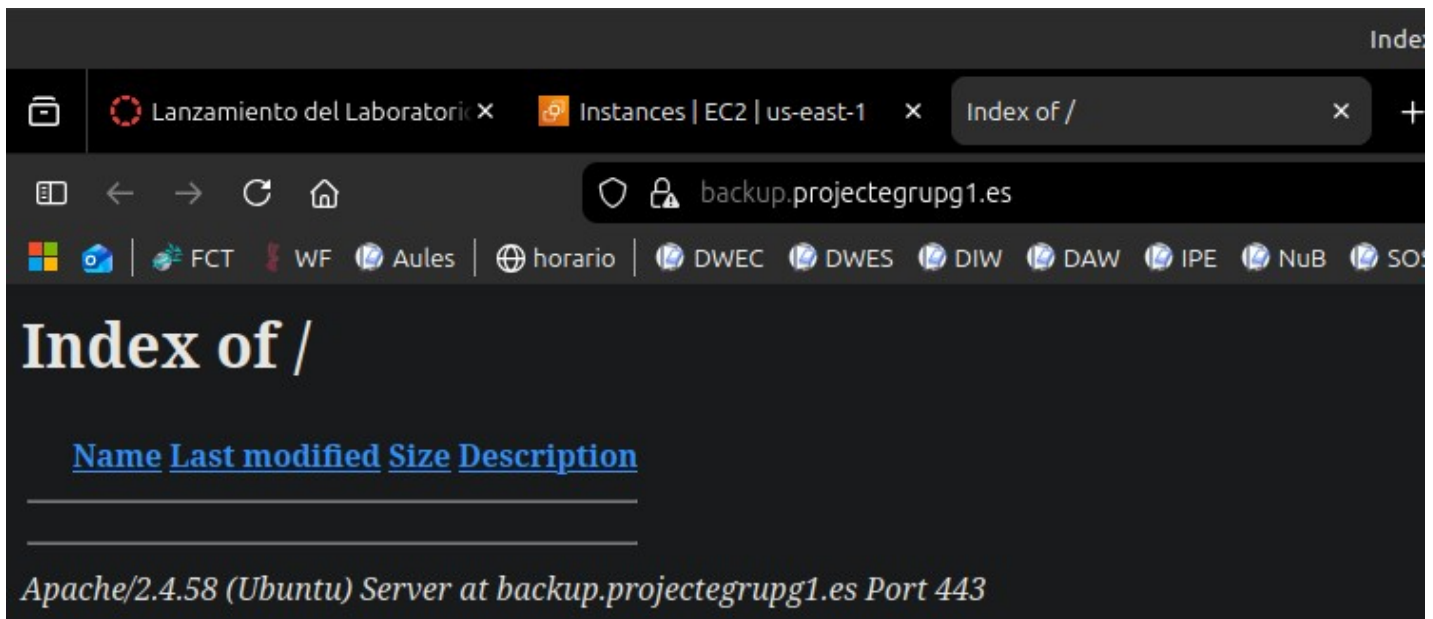 Inde
Lanzamiento del Laboratori
Instances | EC2 | us-east-1
Index of /
backup.projectegrupg1.es
FCT WF Aules horario DWEC DWES DIW DAW IPE NuB SOS
Index of /
Name Last modified Size Description
Apache/2.4.58 (Ubuntu) Server at backup.projectegrupg1.es Port 443